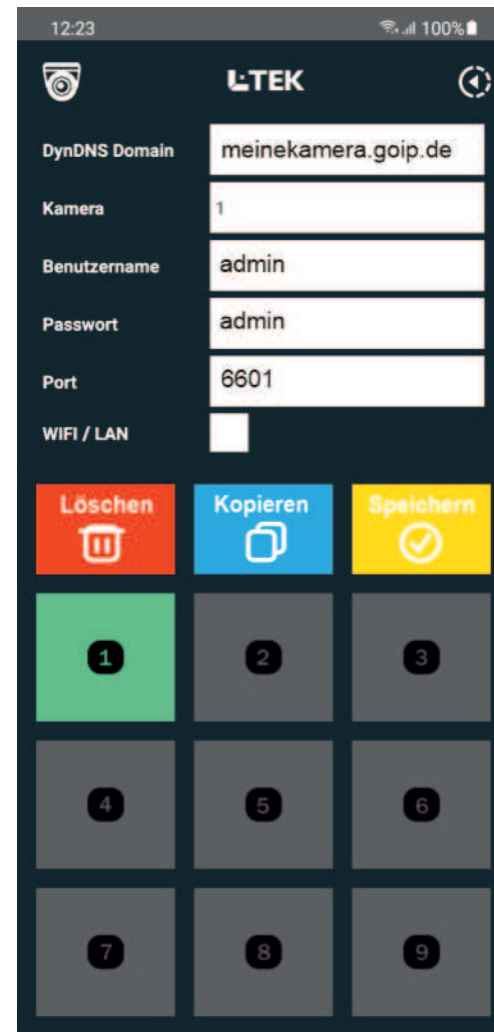 12:23 100%
L-TEK
DynDNS Domain meinekamera.goip.de
Kamera 1
Benutzername admin
Passwort admin
Port 6601
WIFI / LAN
Löschen Kopieren Speichern
1 2 3
4 5 6
7 8 9